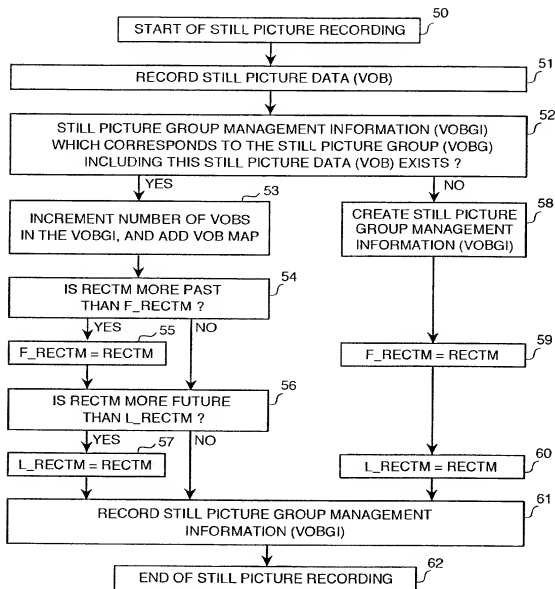 50
START OF STILL PICTURE RECORDING
51
RECORD STILL PICTURE DATA (VOB)
52
STILL PICTURE GROUP MANAGEMENT INFORMATION (VOBGI)
WHICH CORRESPONDS TO THE STILL PICTURE GROUP (VOBG)
INCLUDING THIS STILL PICTURE DATA (VOB) EXISTS ?
YES
NO
53
INCREMENT NUMBER OF VOBS
IN THE VOBGI, AND ADD VOB MAP
58
CREATE STILL PICTURE
GROUP MANAGEMENT
INFORMATION (VOBGI)
54
IS RECTM MORE PAST
THAN F_RECTM ?
YES
NO
55
F_RECTM = RECTM
59
F_RECTM = RECTM
56
IS RECTM MORE FUTURE
THAN L_RECTM ?
YES
NO
57
L_RECTM = RECTM
60
L_RECTM = RECTM
61
RECORD STILL PICTURE GROUP MANAGEMENT
INFORMATION (VOBGI)
62
END OF STILL PICTURE RECORDING